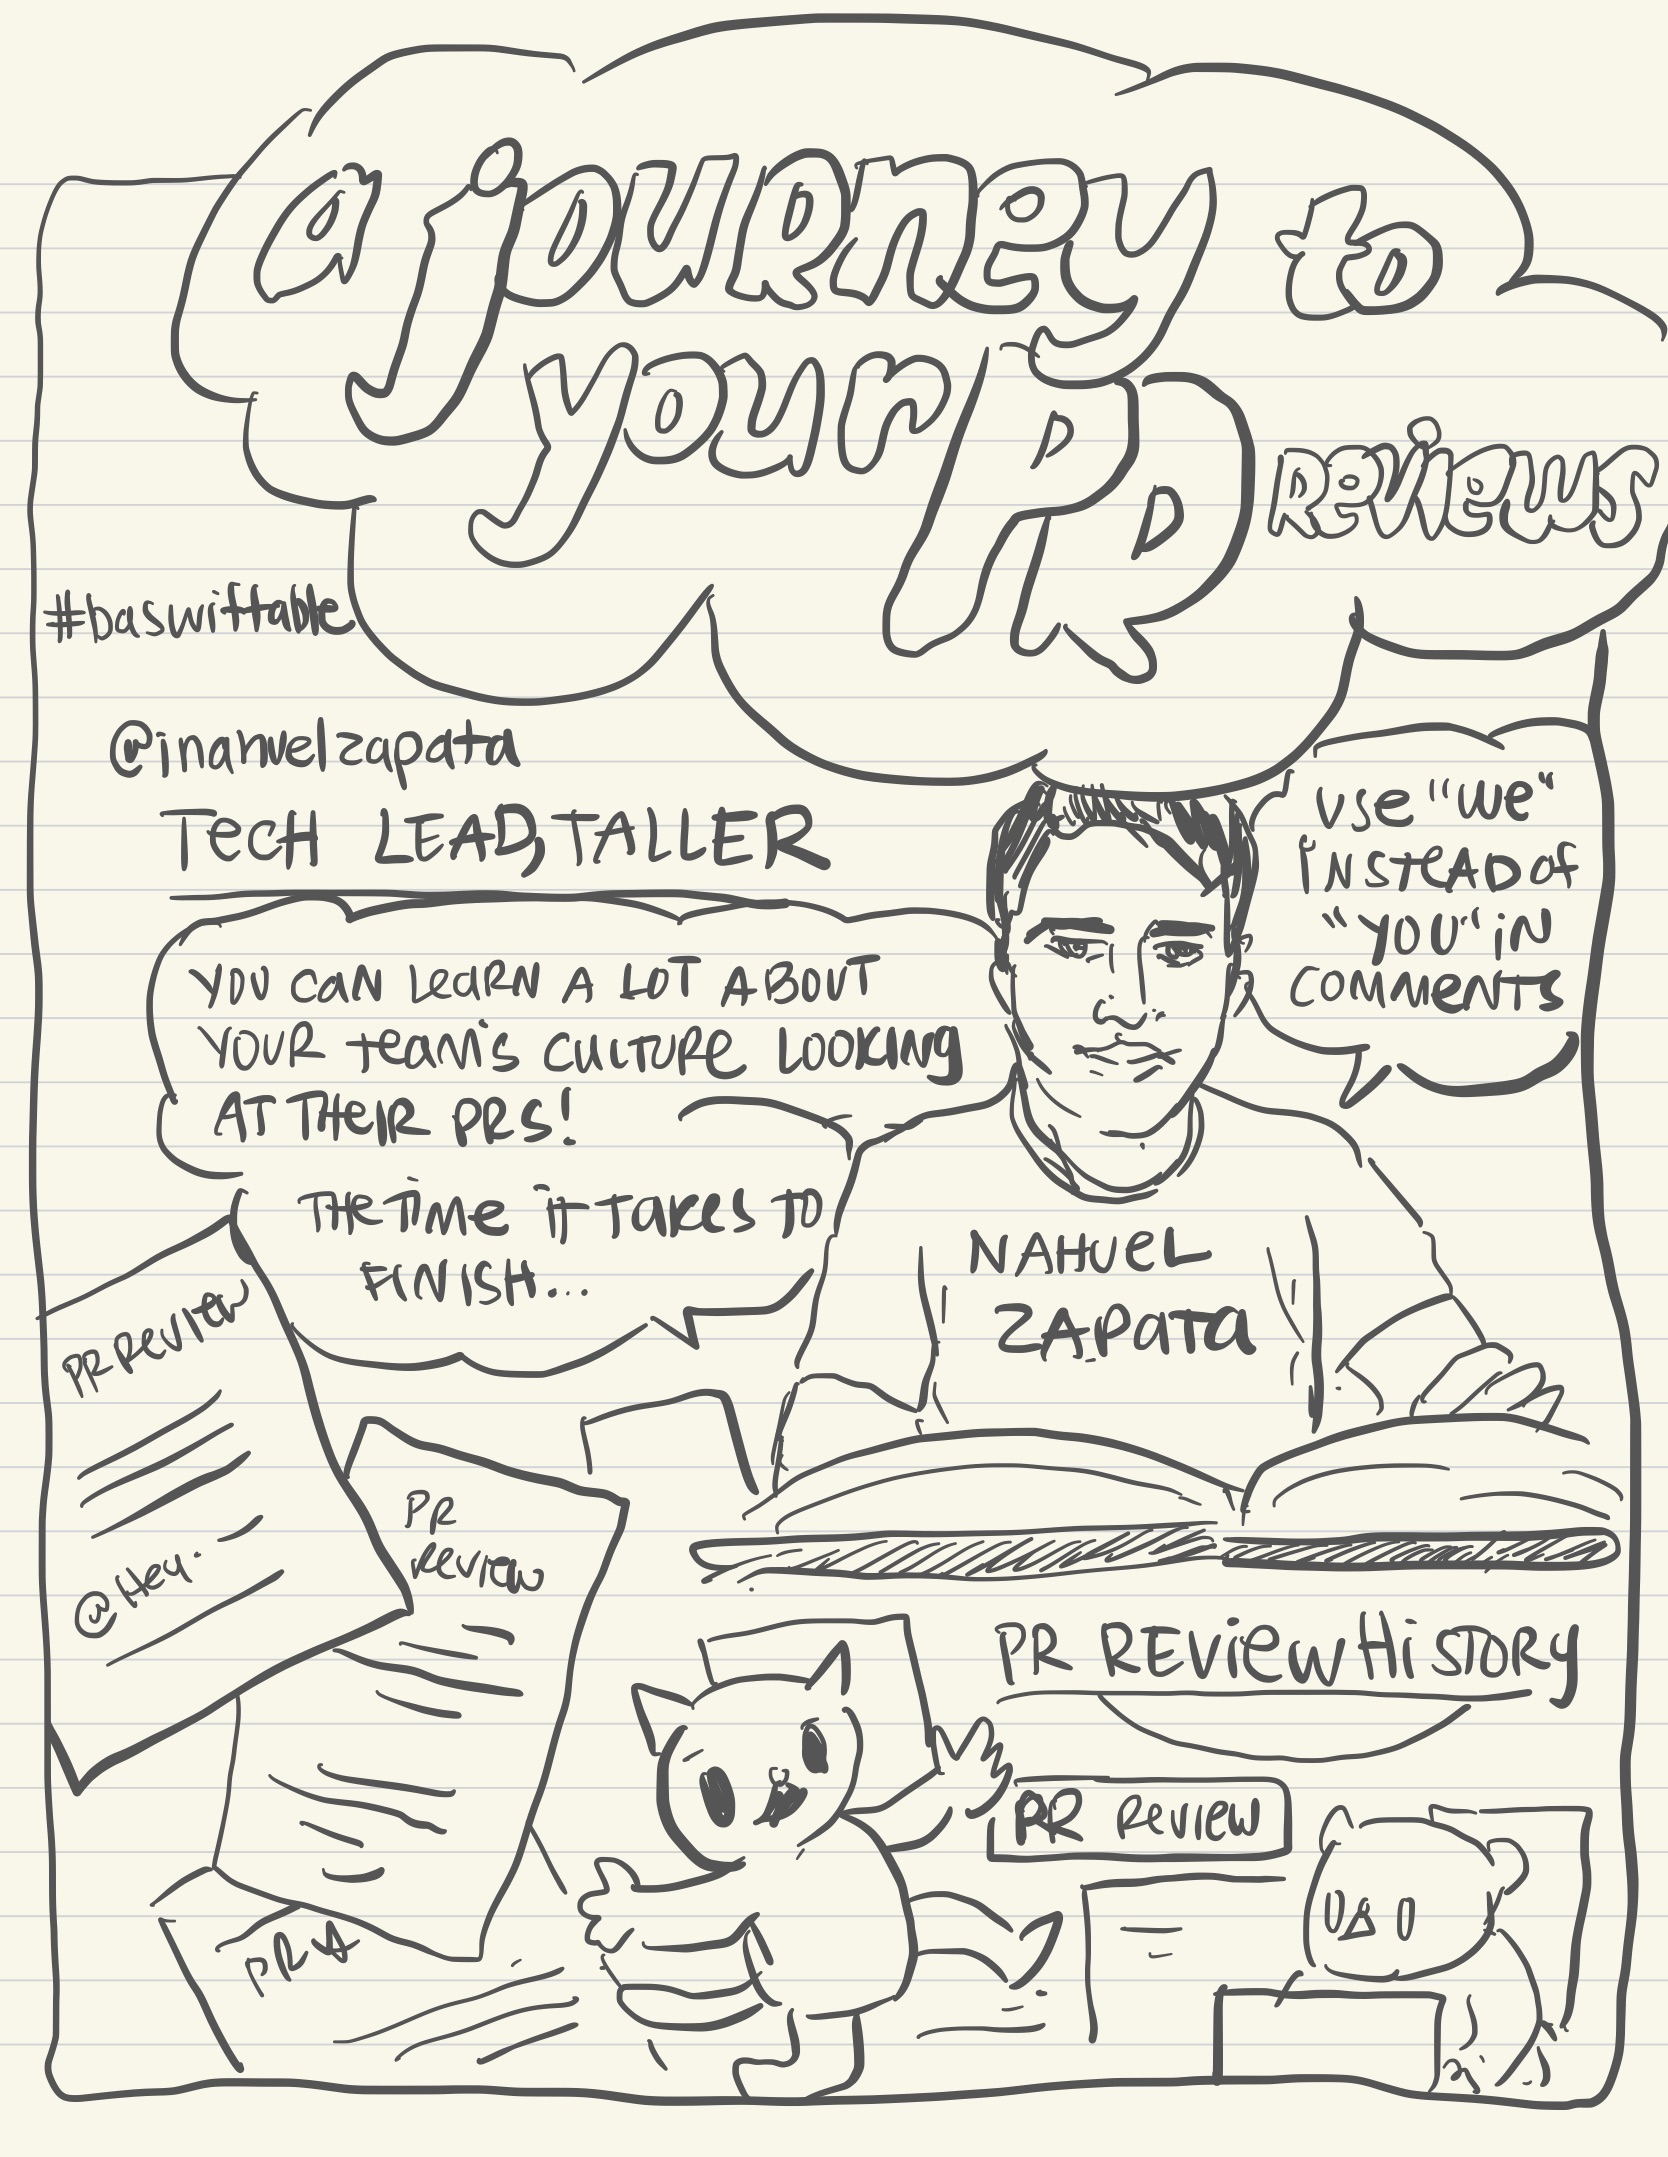 a journey to
your PR
Reviews
#baswiftable
@inahuelzapata
Tech LEAD, TALLER
USE "WE"
INSTEAD OF
"YOU" IN
COMMENTS
YOU CAN LEARN A LOT ABOUT
YOUR TEAM'S CULTURE LOOKING
AT THEIR PRS!
THE TIME IT TAKES TO
FINISH...
NAHUEL
ZAPATA
PR REVIEW
@Hey.
PR
REVIEW
PR REVIEW HISTORY
PR REVIEW